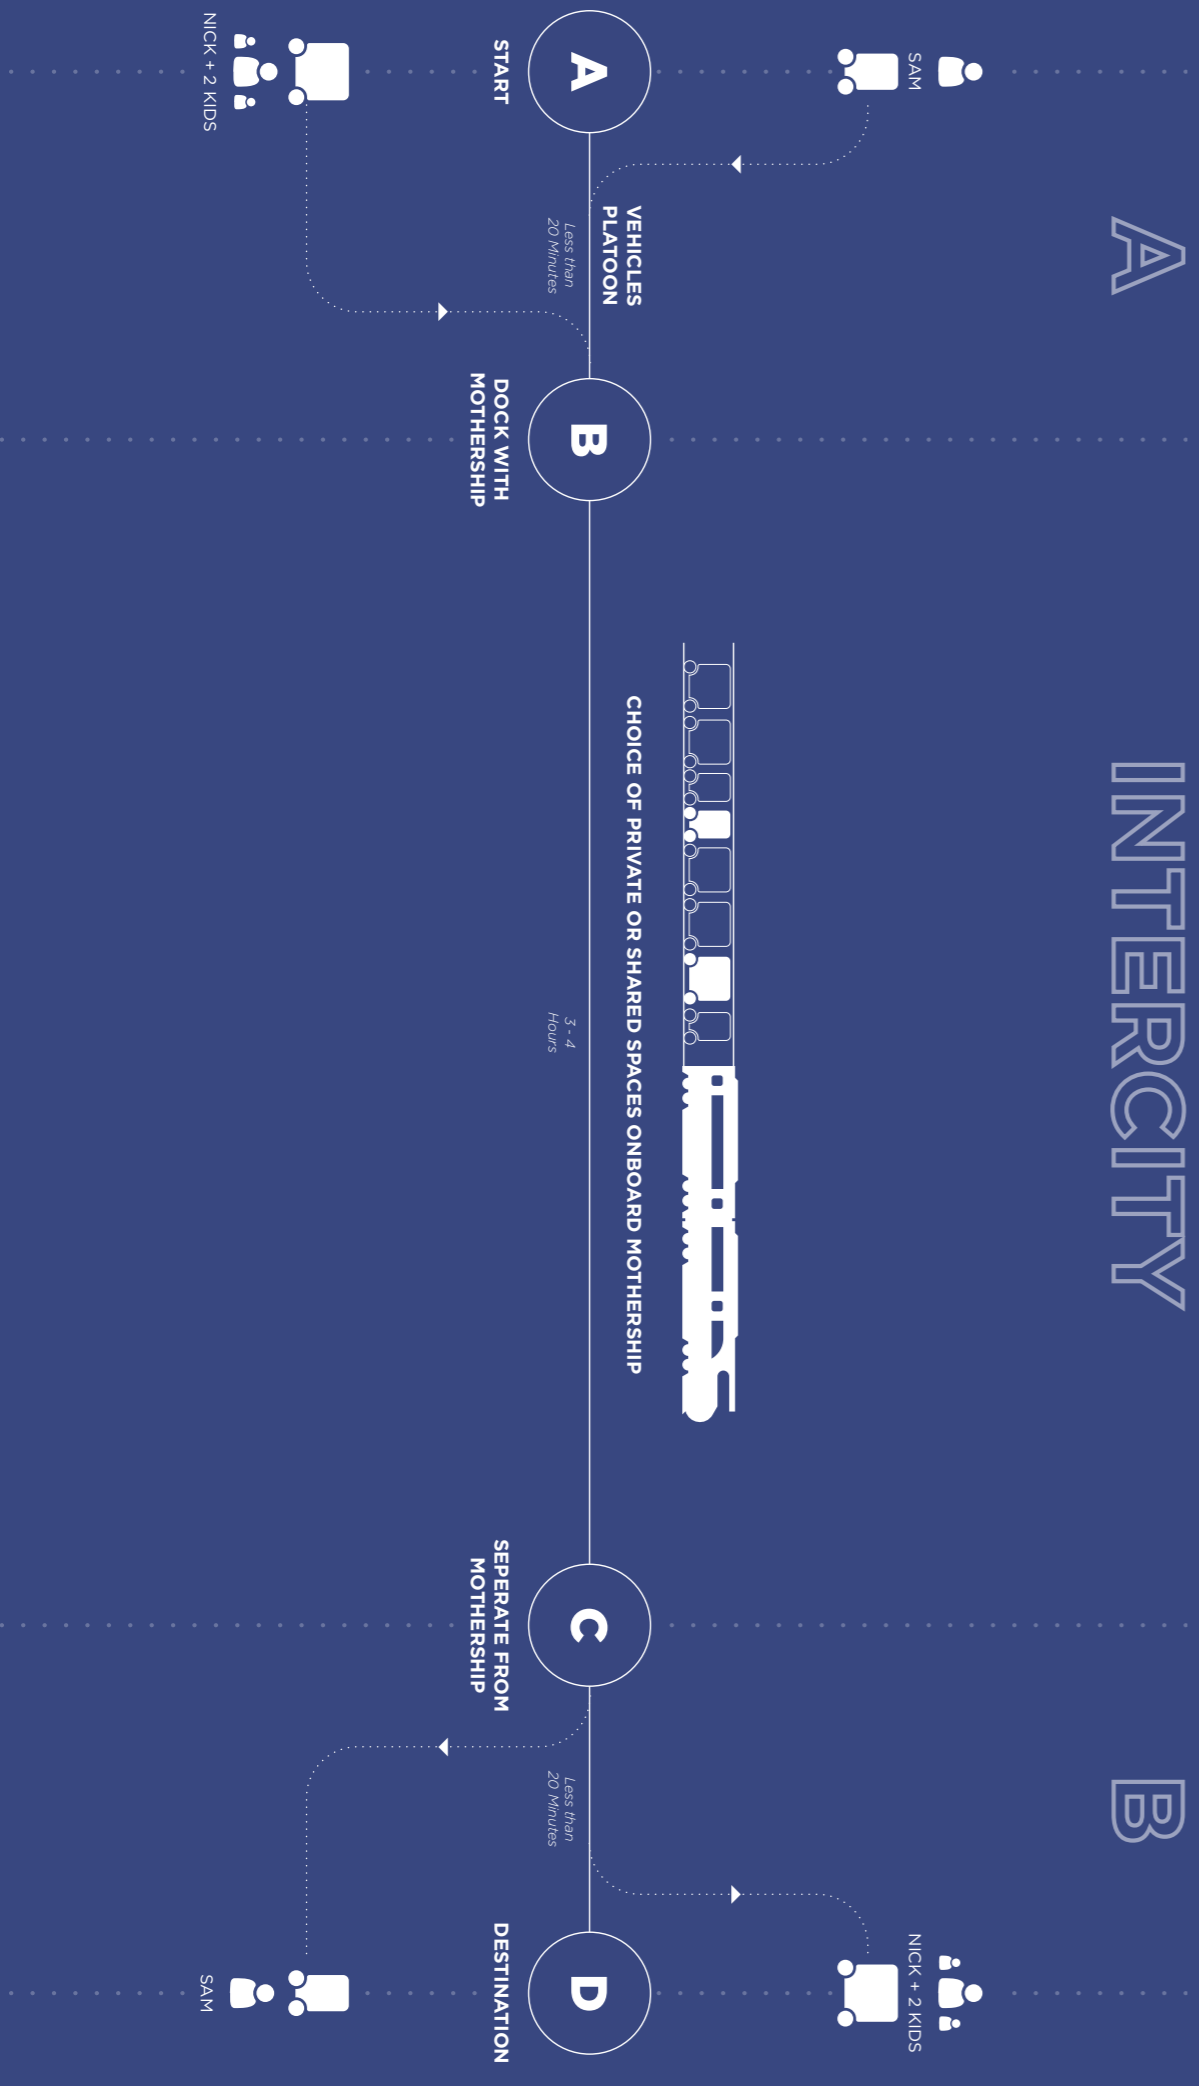 A
INTERCITY
B
SAM
NICK + 2 KIDS
CHOICE OF PRIVATE OR SHARED SPACES ONBOARD MOTHERSHIP
VEHICLES
PLATOON
A
B
C
D
Less than
20 Minutes
3 - 4
Hours
Less than
20 Minutes
START
DOCK WITH
MOTHERSHIP
SEPERATE FROM
MOTHERSHIP
DESTINATION
NICK + 2 KIDS
SAM